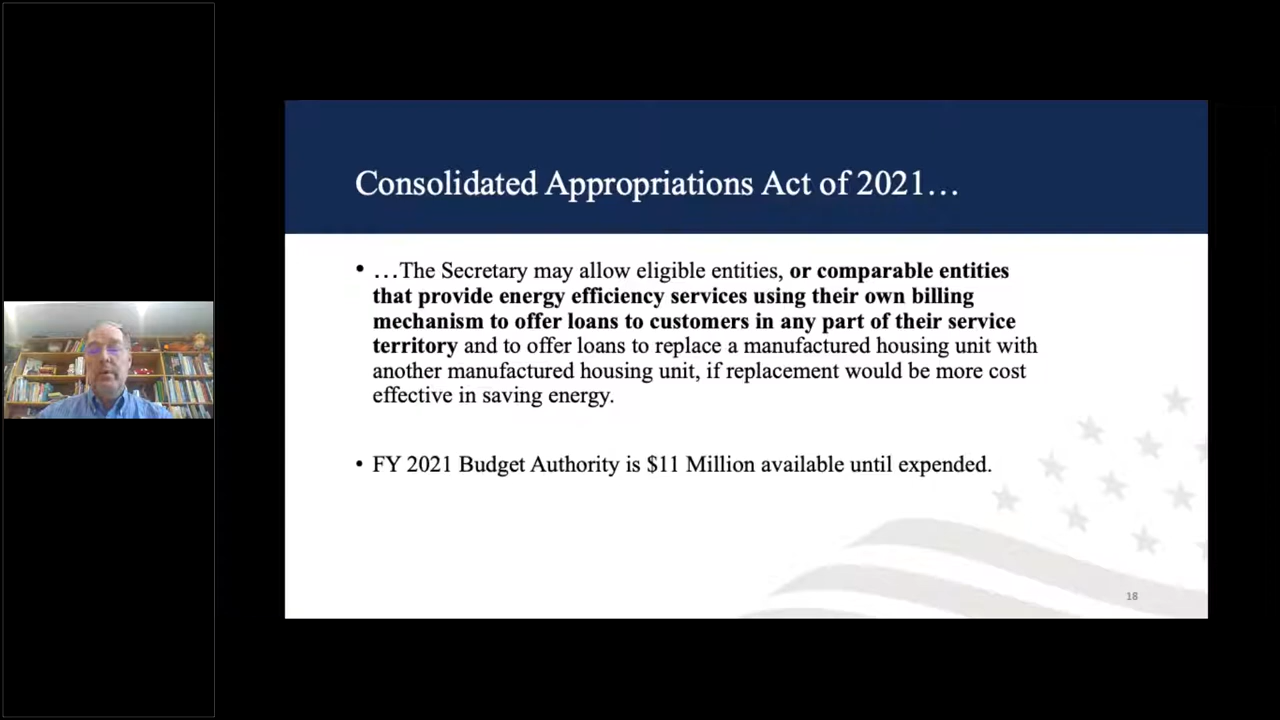 Consolidated Appropriations Act of 2021…
• …The Secretary may allow eligible entities, or comparable entities
that provide energy efficiency services using their own billing
mechanism to offer loans to customers in any part of their service
territory and to offer loans to replace a manufactured housing unit with
another manufactured housing unit, if replacement would be more cost
effective in saving energy.
• FY 2021 Budget Authority is $11 Million available until expended.
18